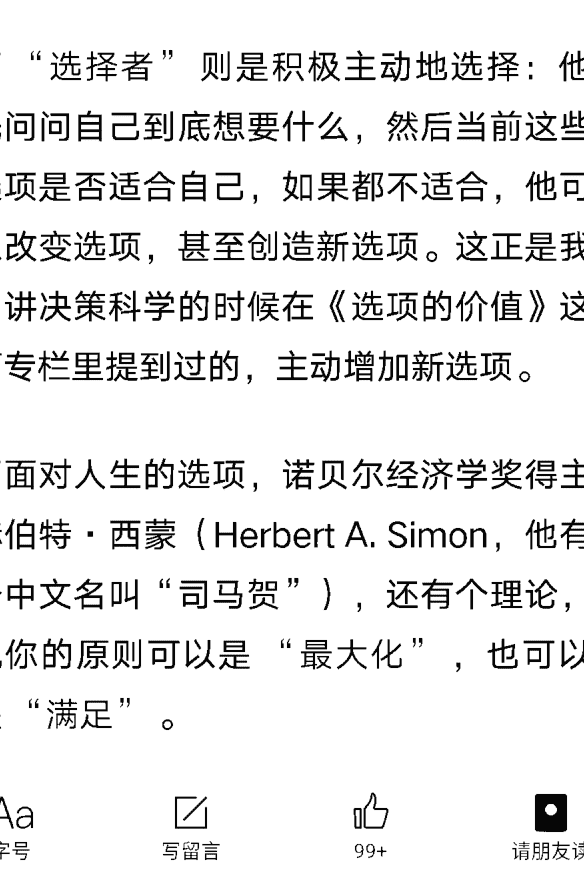 “选择者” 则是积极主动地选择：他
问问自己到底想要什么，然后当前这些
项是否适合自己，如果都不适合，他可
改变选项，甚至创造新选项。这正是我
讲决策科学的时候在《选项的价值》这
专栏里提到过的，主动增加新选项。
面对人生的选项，诺贝尔经济学奖得主
伯特·西蒙（Herbert A. Simon，他有
中文名叫“司马贺”），还有个理论，
你的原则可以是 “最大化” ，也可以
“满足” 。
Aa
字号
写留言
99+
请朋友读